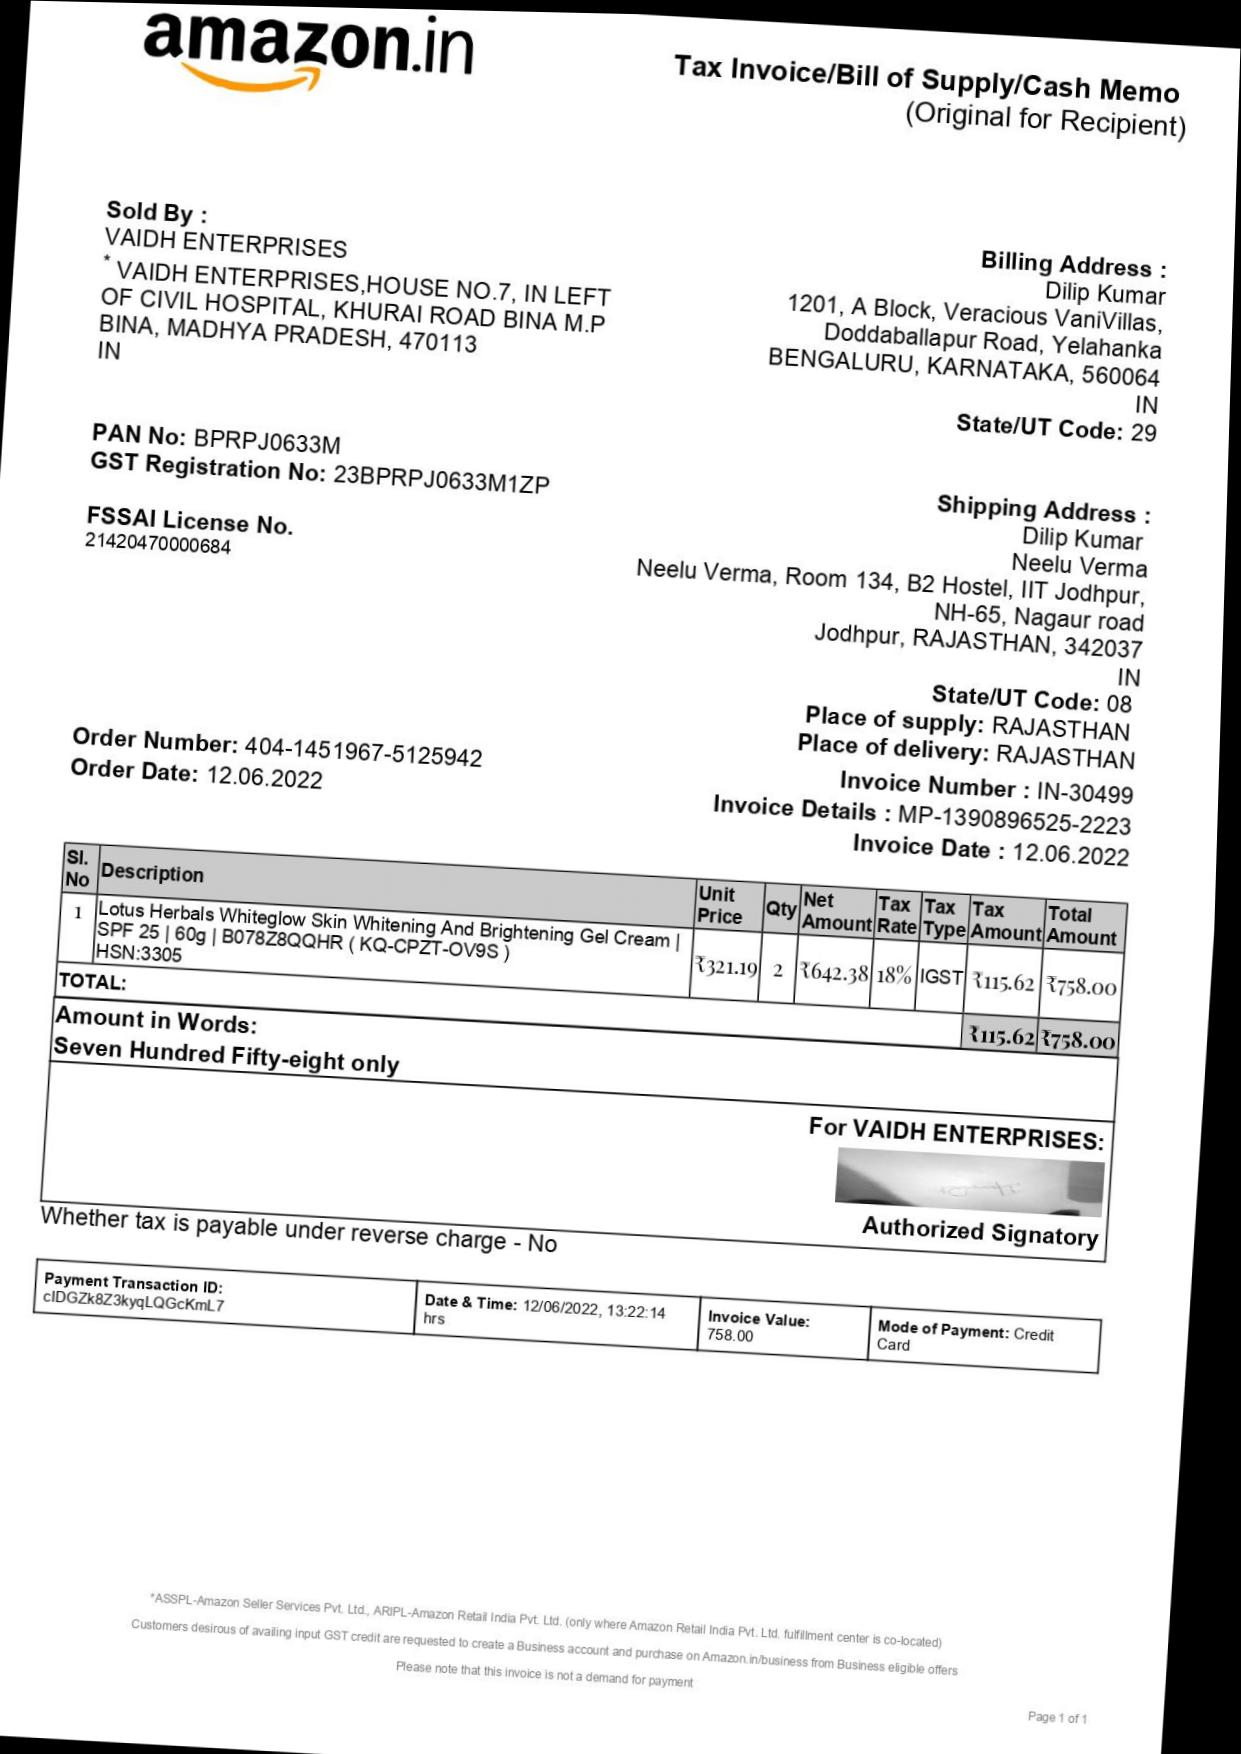 amazon.in
Tax Invoice/Bill of Supply/Cash Memo
(Original for Recipient)
Sold By :
VAIDH ENTERPRISES
* VAIDH ENTERPRISES,HOUSE NO.7, IN LEFT
OF CIVIL HOSPITAL, KHURAI ROAD BINA M.P
BINA, MADHYA PRADESH, 470113
IN
PAN No: BPRPJ0633M
GST Registration No: 23BPRPJ0633M1ZP
FSSAI License No.
21420470000684
Billing Address :
Dilip Kumar
1201, A Block, Veracious VaniVillas,
Doddaballapur Road, Yelahanka
BENGALURU, KARNATAKA, 560064
IN
State/UT Code: 29
Shipping Address :
Dilip Kumar
Neelu Verma
Neelu Verma, Room 134, B2 Hostel, IIT Jodhpur,
NH-65, Nagaur road
Jodhpur, RAJASTHAN, 342037
IN
State/UT Code: 08
Place of supply: RAJASTHAN
Place of delivery: RAJASTHAN
Order Number: 404-1451967-5125942
Order Date: 12.06.2022
Invoice Number : IN-30499
Invoice Details : MP-1390896525-2223
Invoice Date : 12.06.2022
Sl. No Description Unit Price Qty Net Amount Tax Rate Tax Type Tax Amount Total Amount
1 Lotus Herbals Whiteglow Skin Whitening And Brightening Gel Cream |
SPF 25 | 60g | B078Z8QQHR ( KQ-CPZT-OV9S )
HSN:3305
₹321.19 2 ₹642.38 18% IGST ₹115.62 ₹758.00
TOTAL: ₹115.62 ₹758.00
Amount in Words:
Seven Hundred Fifty-eight only
For VAIDH ENTERPRISES:
Authorized Signatory
Whether tax is payable under reverse charge - No
Payment Transaction ID:
cIDGZk8Z3kyqLQGcKmL7
Date & Time: 12/06/2022, 13:22:14
hrs
Invoice Value:
758.00
Mode of Payment: Credit
Card
*ASSPL-Amazon Seller Services Pvt. Ltd., ARIPL-Amazon Retail India Pvt. Ltd. (only where Amazon Retail India Pvt. Ltd. fulfillment center is co-located)
Customers desirous of availing input GST credit are requested to create a Business account and purchase on Amazon.in/business from Business eligible offers
Please note that this invoice is not a demand for payment
Page 1 of 1